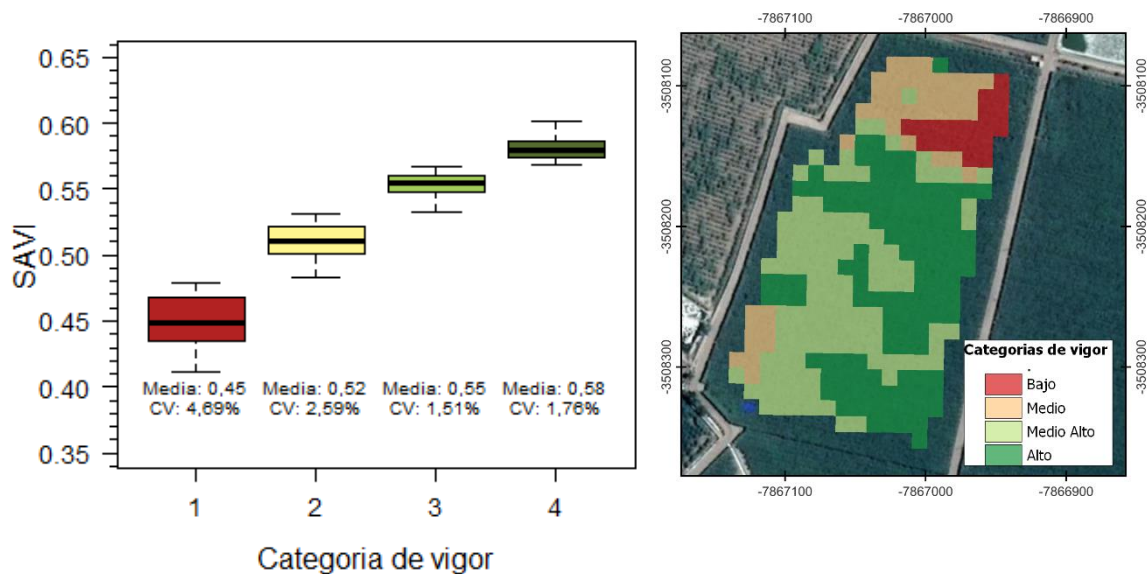 0.65
0.60
0.55
0.50
0.45
0.40
0.35
SAVI
Media: 0,45
CV: 4,69%
Media: 0,52
CV: 2,59%
Media: 0,55
CV: 1,51%
Media: 0,58
CV: 1,76%
1 2 3 4
Categoria de vigor
-7867100 -7867000 -7866900
-3508100
-3508200
-3508300
-3508100
-3508200
-3508300
Categorias de vigor
Bajo
Medio
Medio Alto
Alto
-7867100 -7867000 -7866900